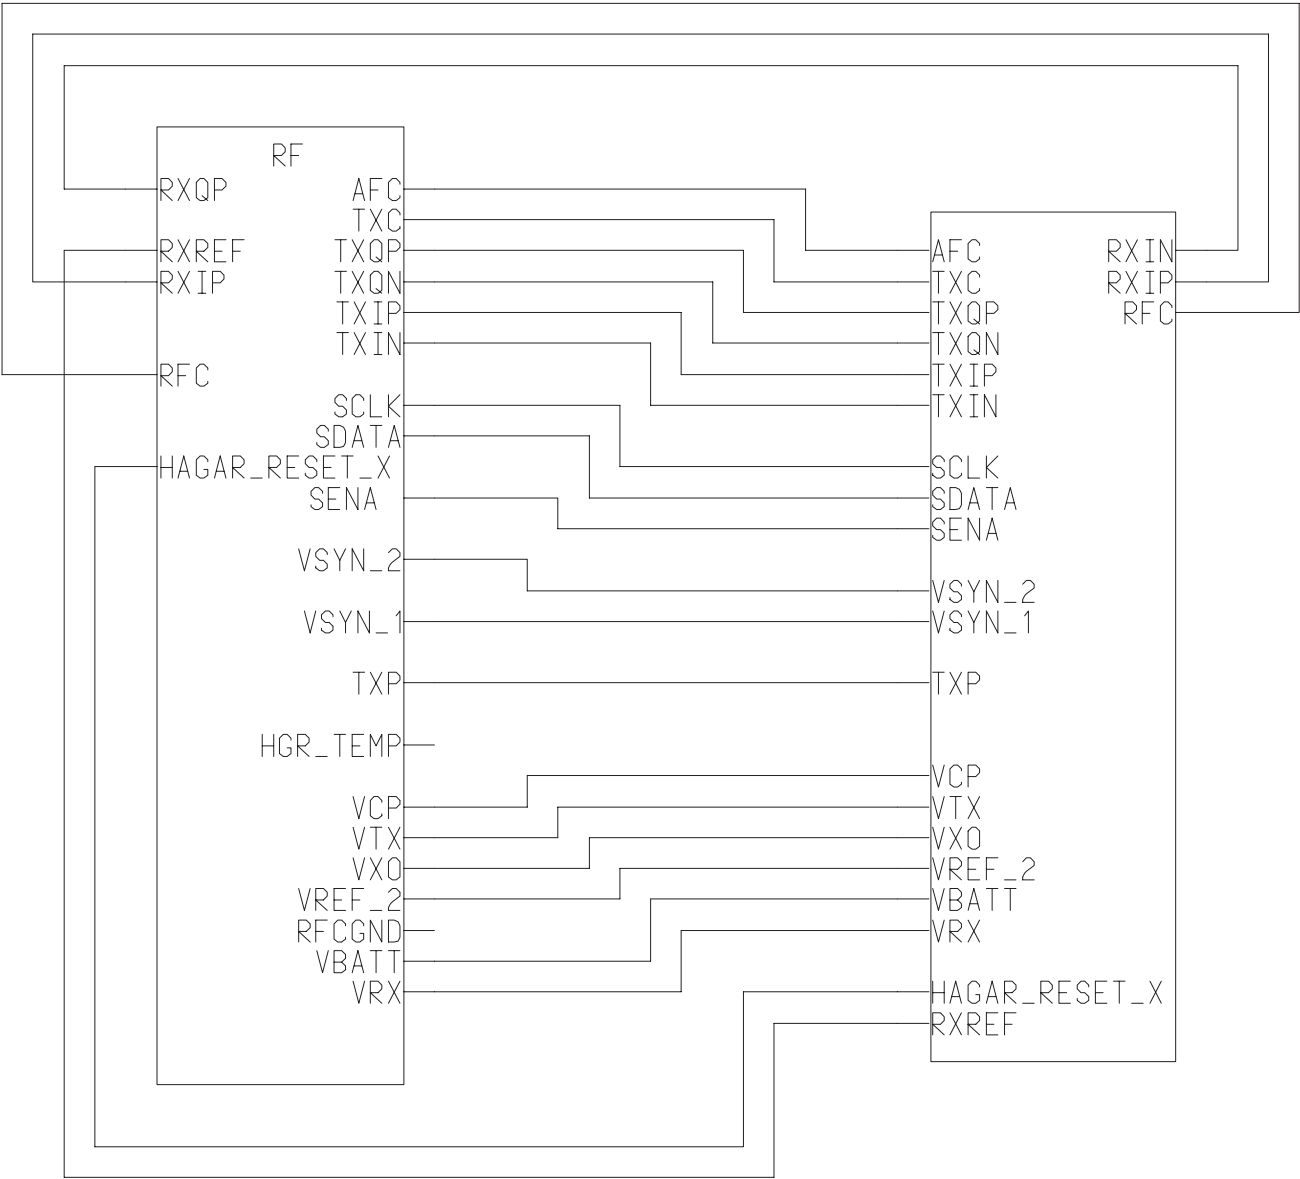 RF
RXQP AFC
TXC
RXREF TXQP AFC RXIN
RXIP TXQN TXC RXIP
TXIP TXQP RFC
TXIN TXQN
RFC TXIP
SCLK TXIN
SDATA
HAGAR_RESET_X SCLK
SENA SDATA
SENA
VSYN_2
VSYN_2
VSYN_1 VSYN_1
TXP TXP
HGR_TEMP
VCP
VCP VTX
VTX VXO
VXO VREF_2
VREF_2 VBATT
RFCGND VRX
VBATT
VRX HAGAR_RESET_X
RXREF